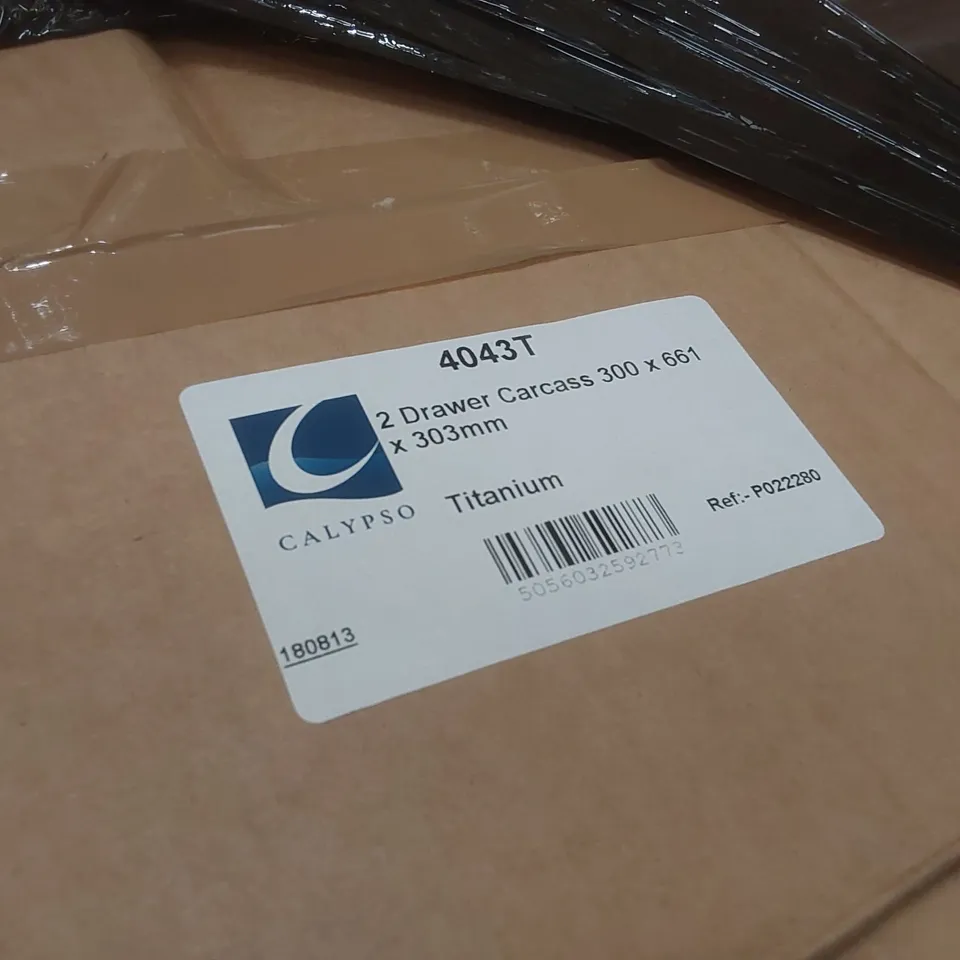 4043T
2 Drawer Carcass 300 x 661
x 303mm
CALYPSO
Titanium
Ref:- P022280
5056032592773
180813